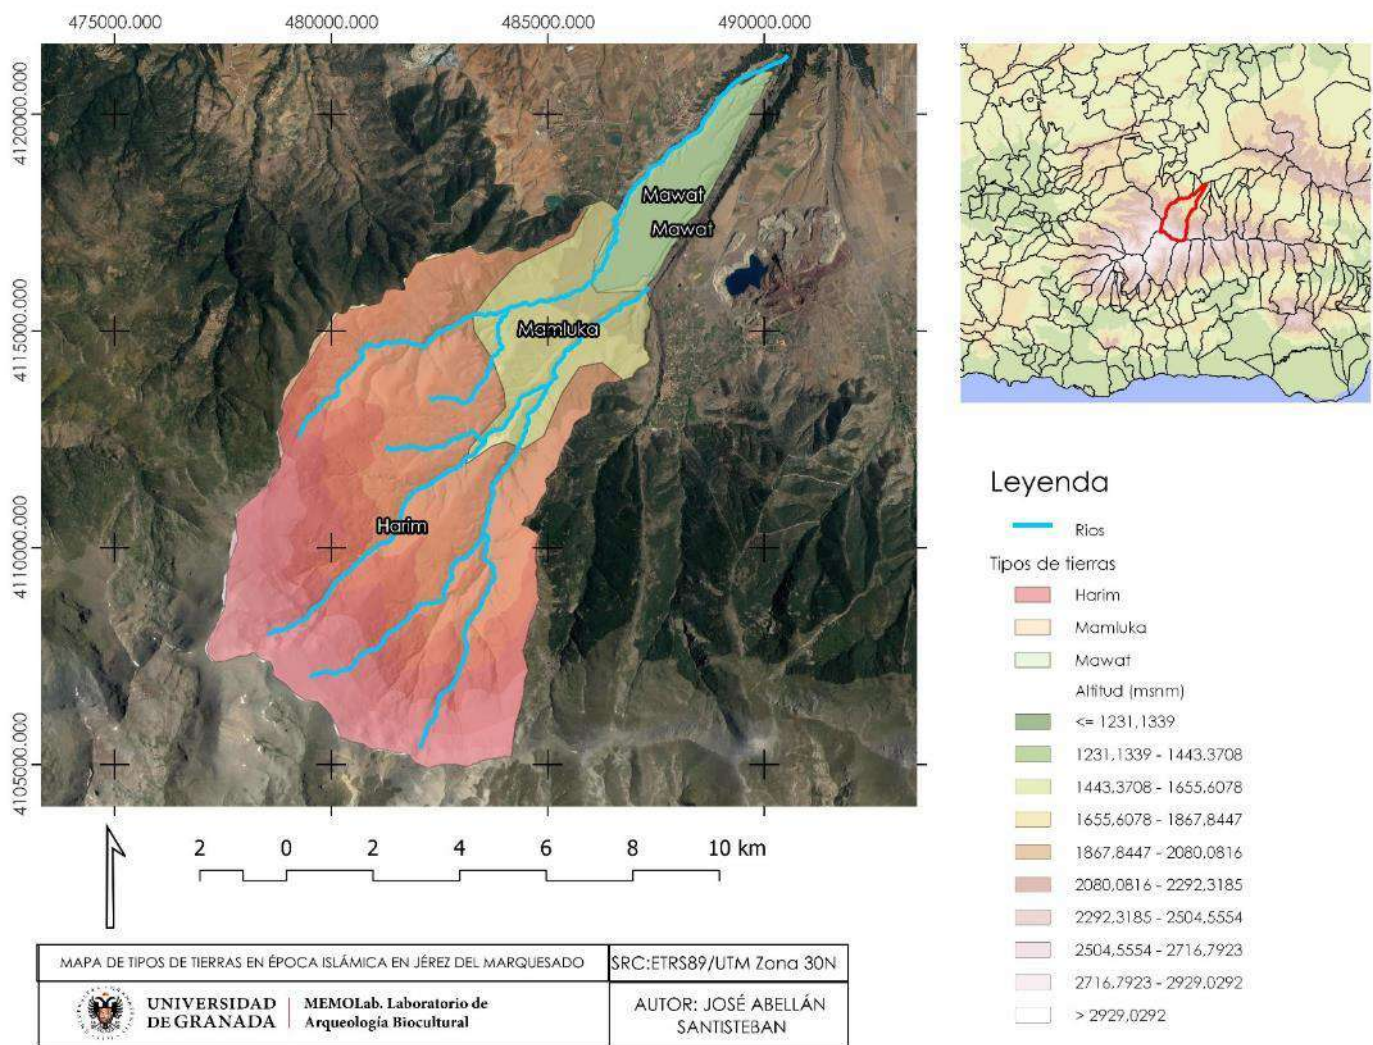 475000.000 480000.000 485000.000 490000.000
4120000.000
4115000.000
4110000.000
4105000.000
Mawat
Mawat
Mamluka
Harim
Leyenda
Rios
Tipos de tierras
Harim
Mamluka
Mawat
Altitud (msnm)
<= 1231,1339
1231,1339 - 1443,3708
1443,3708 - 1655,6078
1655,6078 - 1867,8447
1867,8447 - 2080,0816
2080,0816 - 2292,3185
2292,3185 - 2504,5554
2504,5554 - 2716,7923
2716,7923 - 2929,0292
> 2929,0292
2 0 2 4 6 8 10 km
MAPA DE TIPOS DE TIERRAS EN ÉPOCA ISLÁMICA EN JÉREZ DEL MARQUESADO
SRC:ETRS89/UTM Zona 30N
UNIVERSIDAD
DE GRANADA
MEMOLab. Laboratorio de
Arqueología Biocultural
AUTOR: JOSÉ ABELLÁN
SANTISTEBAN